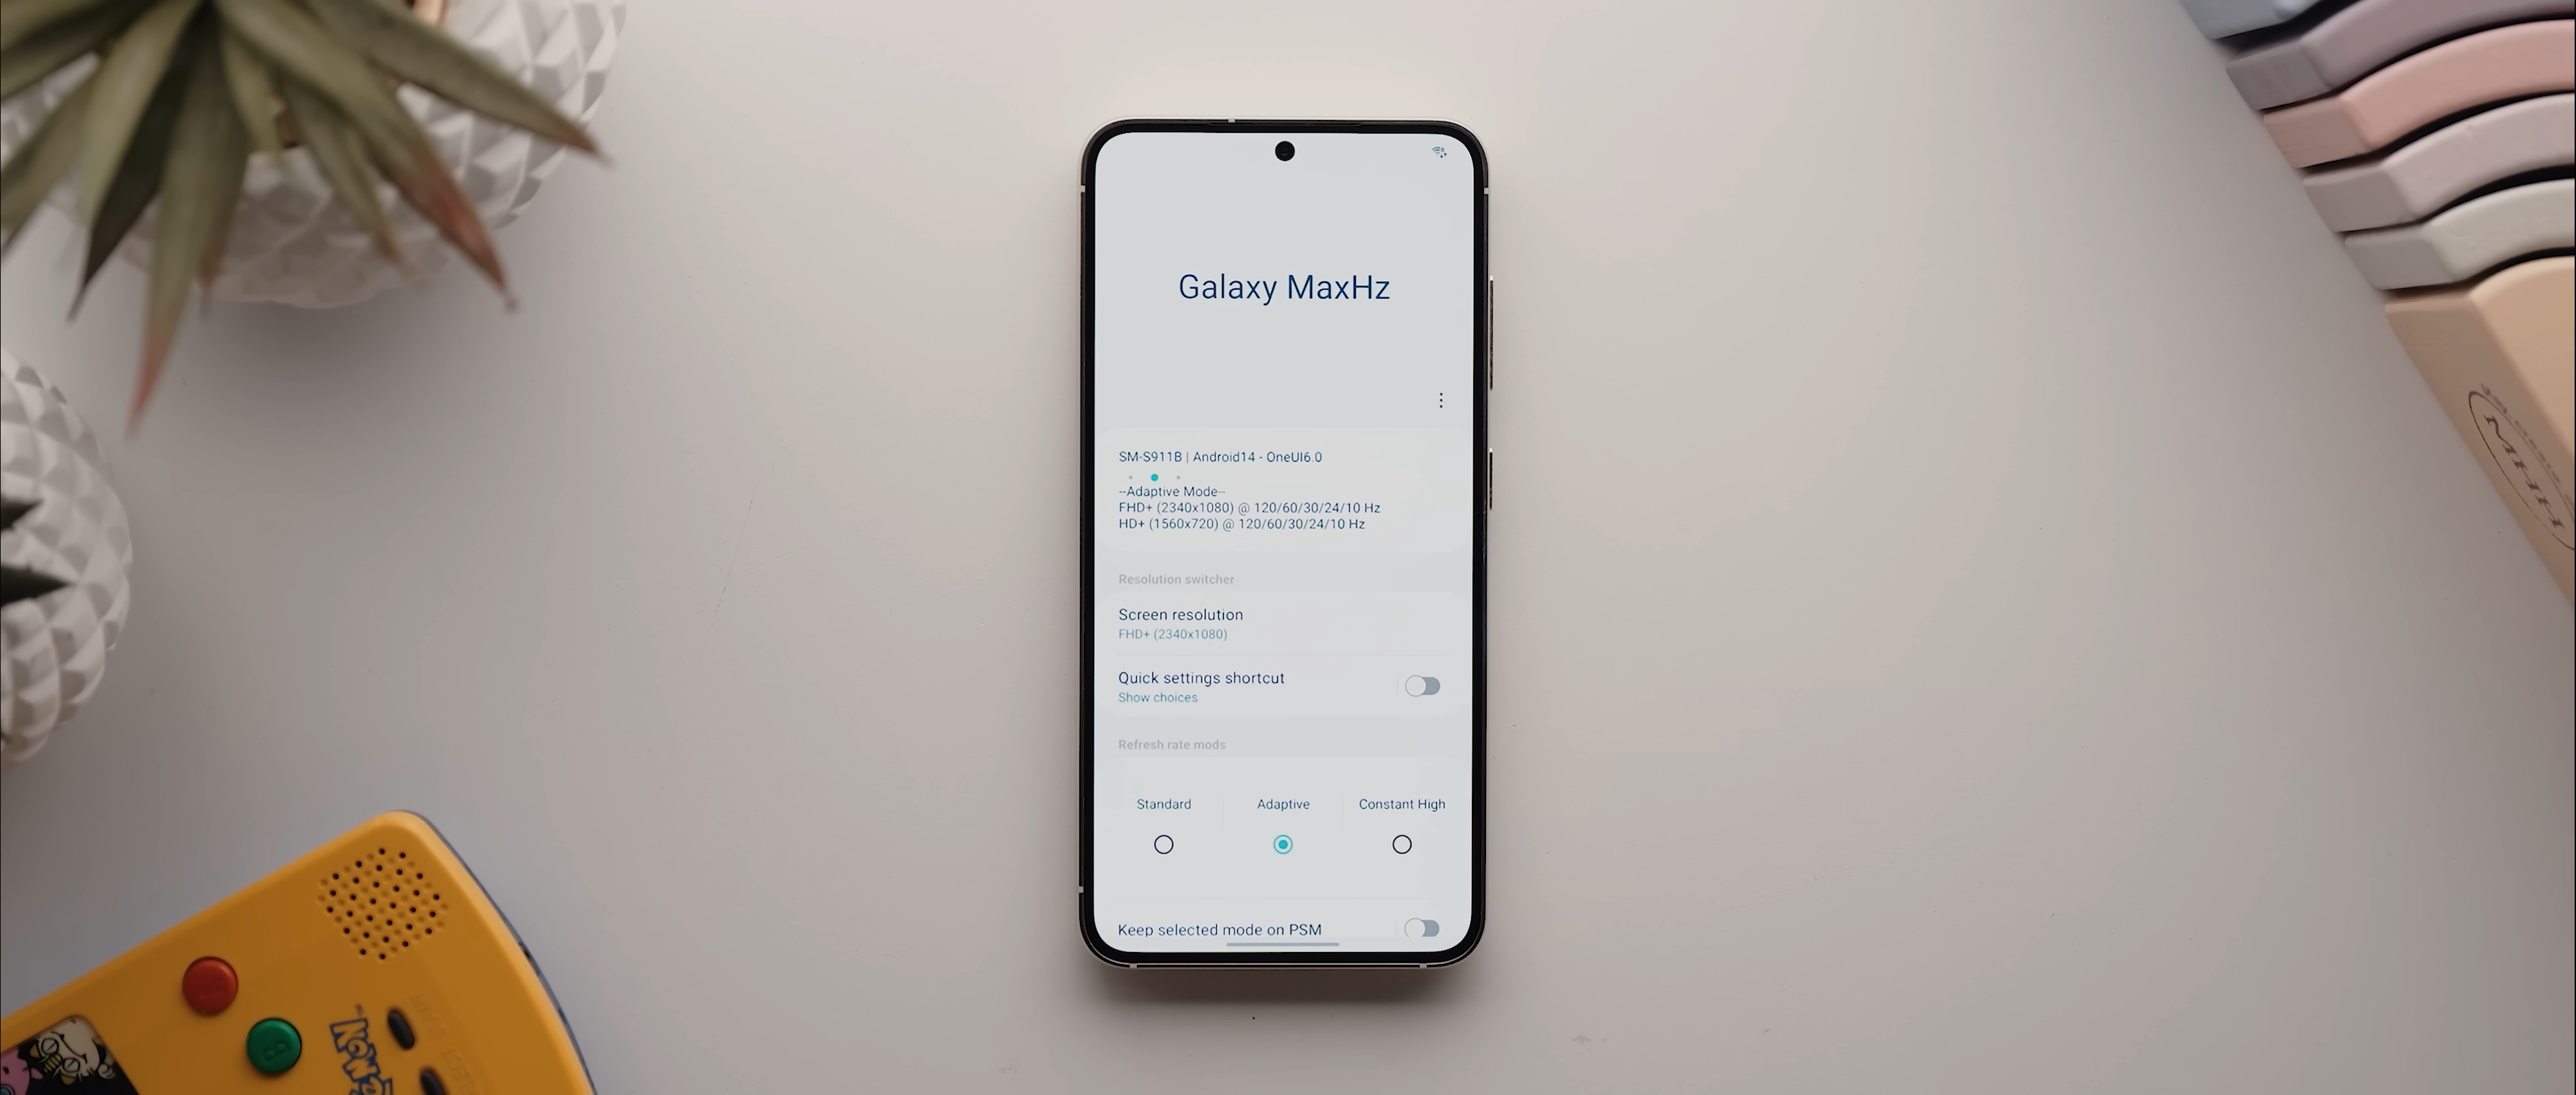 Galaxy MaxHz
SM-S911B | Android14 - OneUI6.0
--Adaptive Mode--
FHD+ (2340x1080) @ 120/60/30/24/10 Hz
HD+ (1560x720) @ 120/60/30/24/10 Hz
Resolution switcher
Screen resolution
FHD+ (2340x1080)
Quick settings shortcut
Show choices
Refresh rate mods
Standard
Adaptive
Constant High
Keep selected mode on PSM
B
START
SELECT